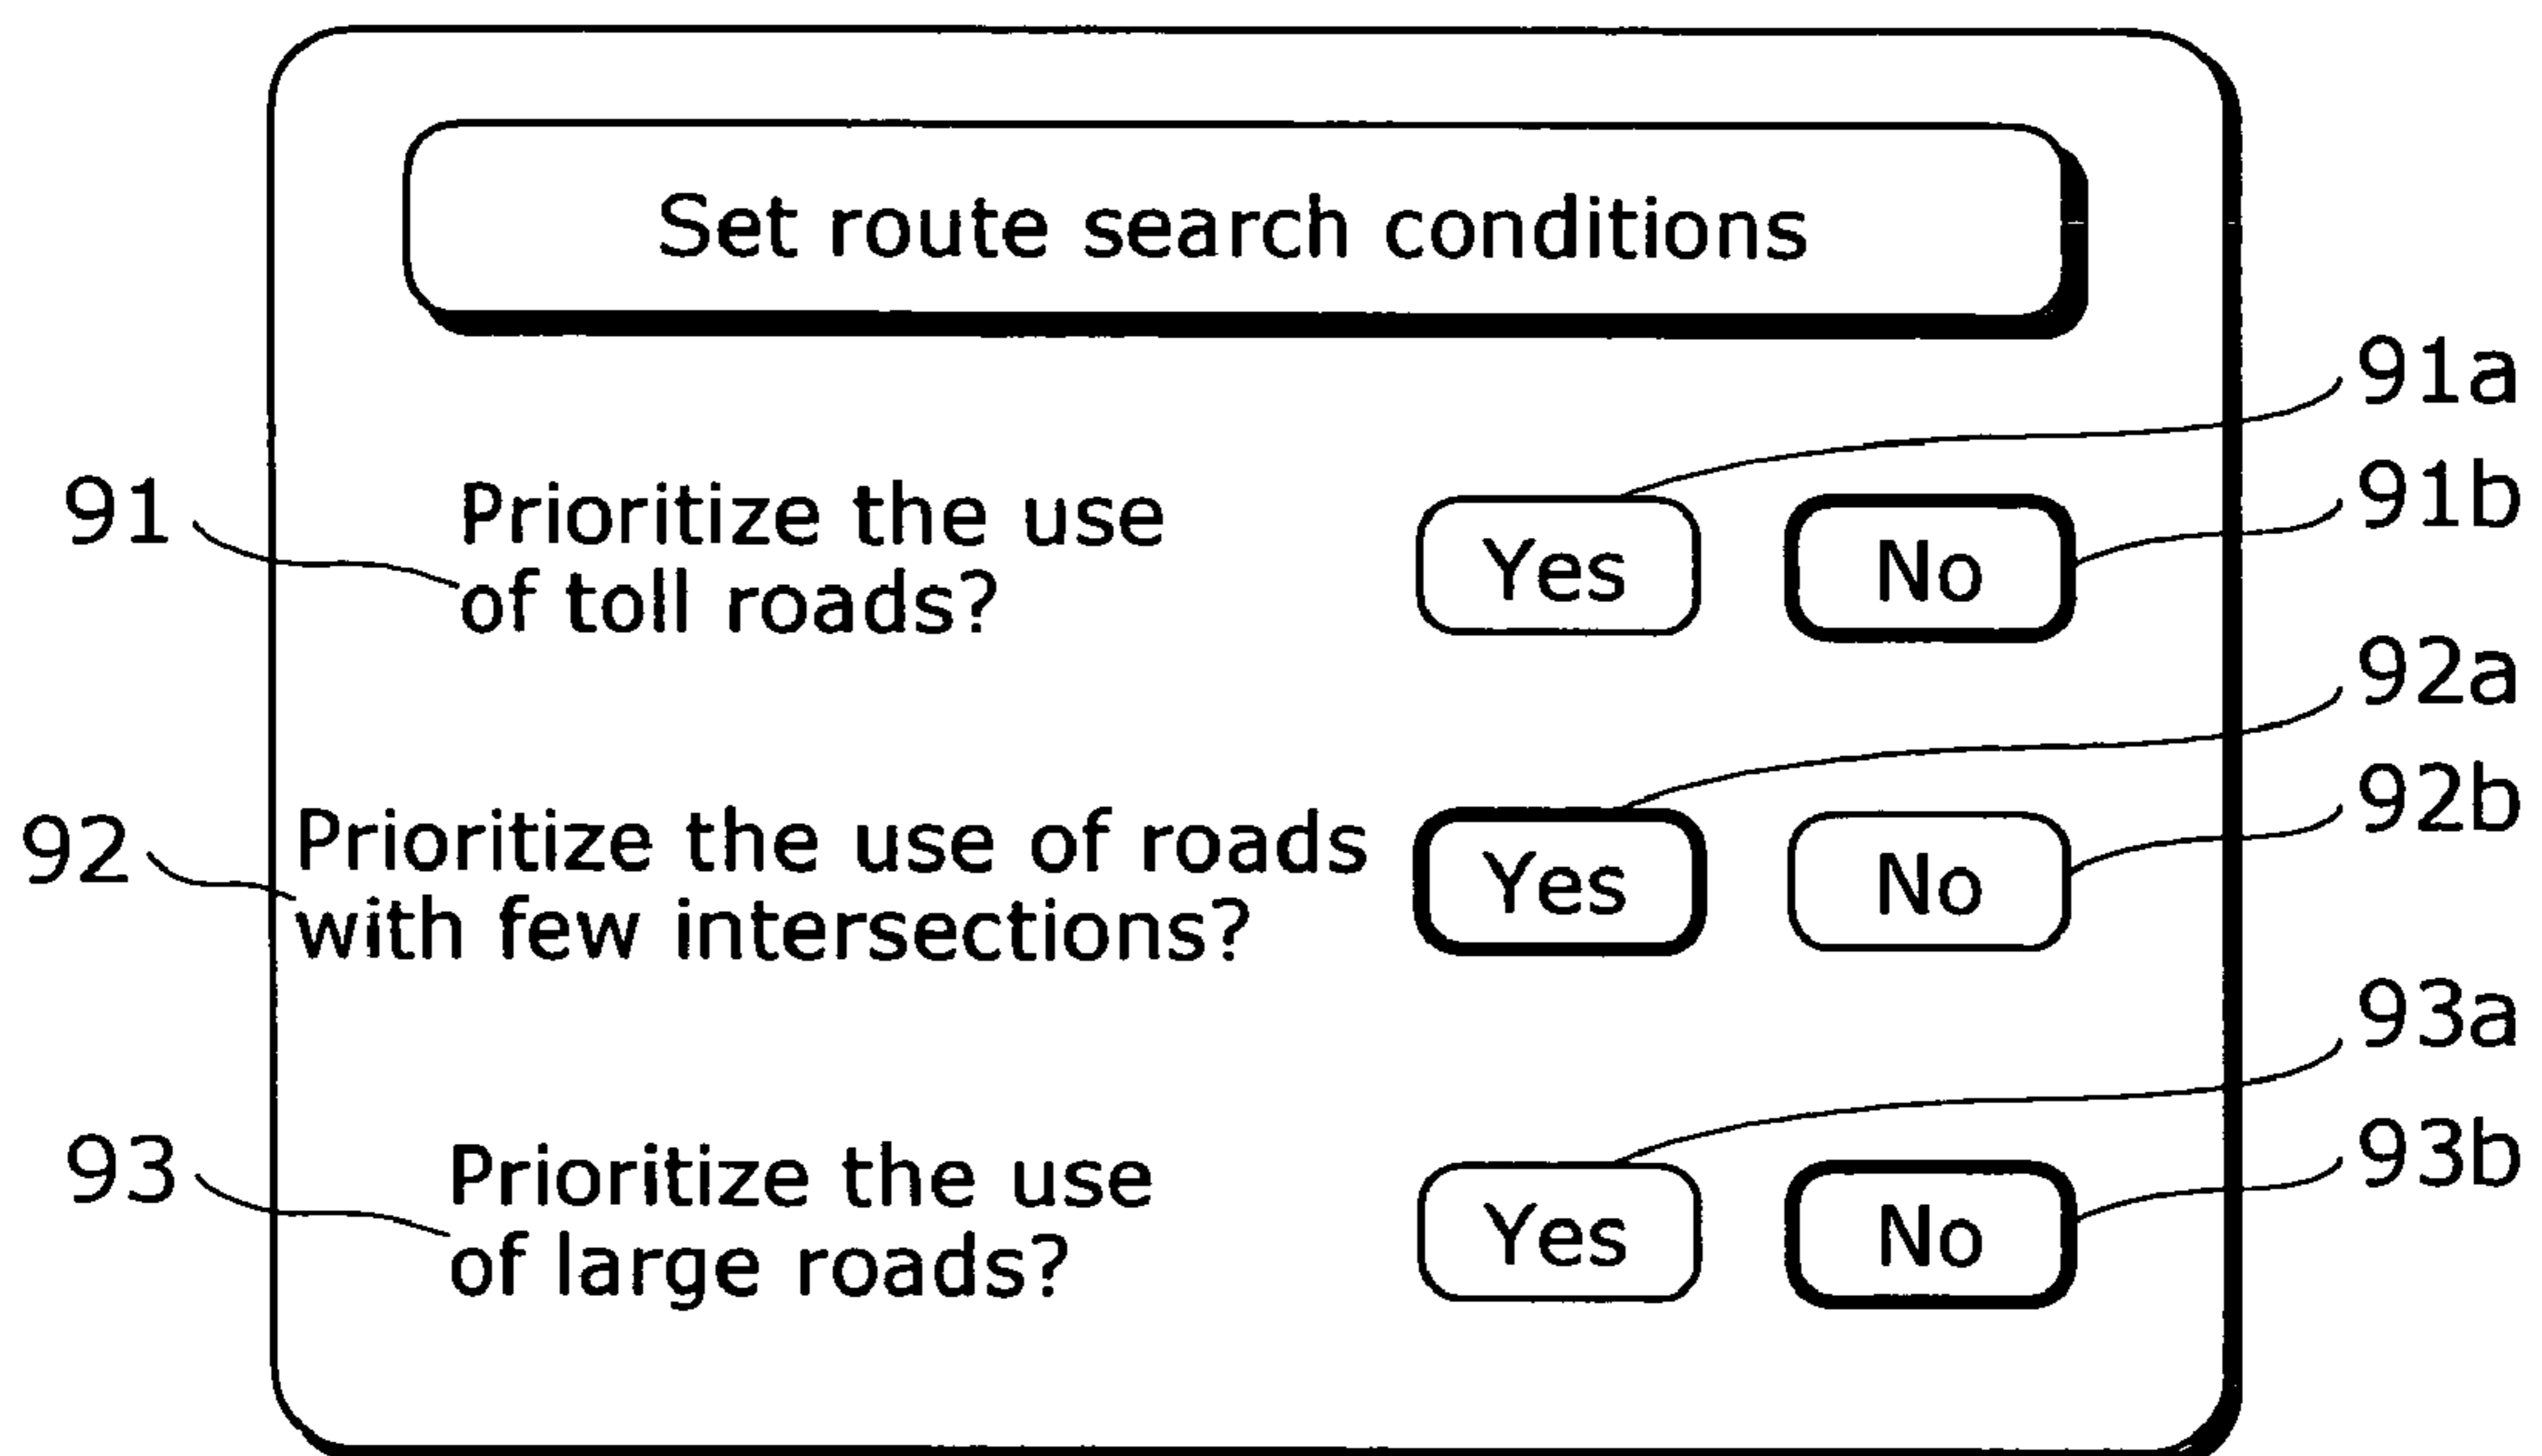 Set route search conditions
91a
91
Prioritize the use
of toll roads?
Yes
No
91b
92a
92
Prioritize the use of roads
with few intersections?
Yes
No
92b
93a
93
Prioritize the use
of large roads?
Yes
No
93b